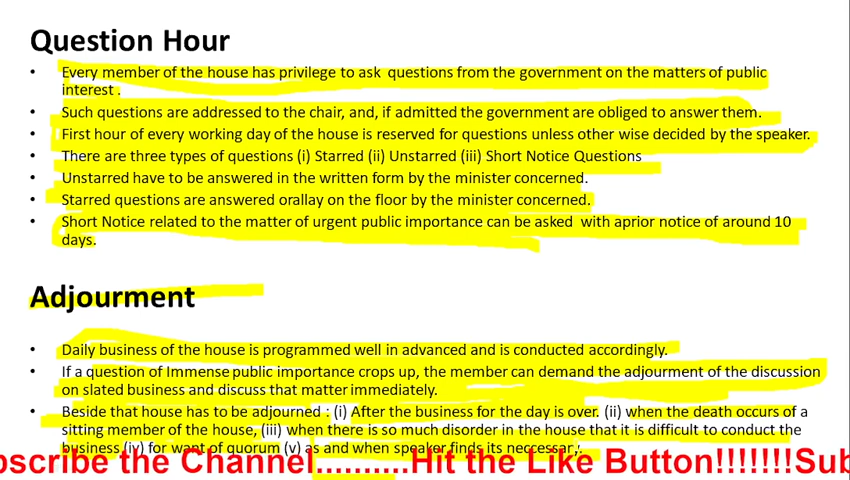 Question Hour
• Every member of the house has privilege to ask questions from the government on the matters of public
interest .
• Such questions are addressed to the chair, and, if admitted the government are obliged to answer them.
• First hour of every working day of the house is reserved for questions unless other wise decided by the speaker.
• There are three types of questions (i) Starred (ii) Unstarred (iii) Short Notice Questions
• Unstarred have to be answered in the written form by the minister concerned.
• Starred questions are answered orallay on the floor by the minister concerned.
• Short Notice related to the matter of urgent public importance can be asked with aprior notice of around 10
days.
Adjourment
• Daily business of the house is programmed well in advanced and is conducted accordingly.
• If a question of Immense public importance crops up, the member can demand the adjourment of the discussion
on slated business and discuss that matter immediately.
• Beside that house has to be adjourned : (i) After the business for the day is over. (ii) when the death occurs of a
sitting member of the house, (iii) when there is so much disorder in the house that it is difficult to conduct the
business (iv) for want of quorum (v) as and when speaker finds its neccessary.
bscribe the Channel..........Hit the Like Button!!!!!!!Sub